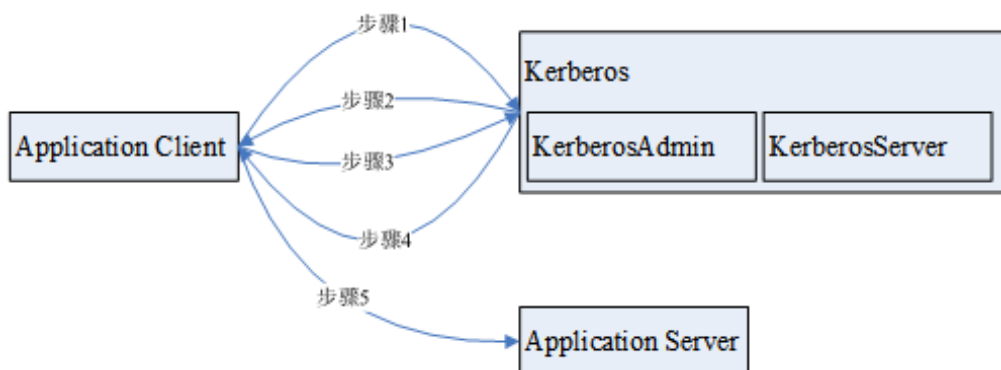 步骤1
Kerberos
步骤2
Application Client
KerberosAdmin
KerberosServer
步骤3
步骤4
步骤5
Application Server